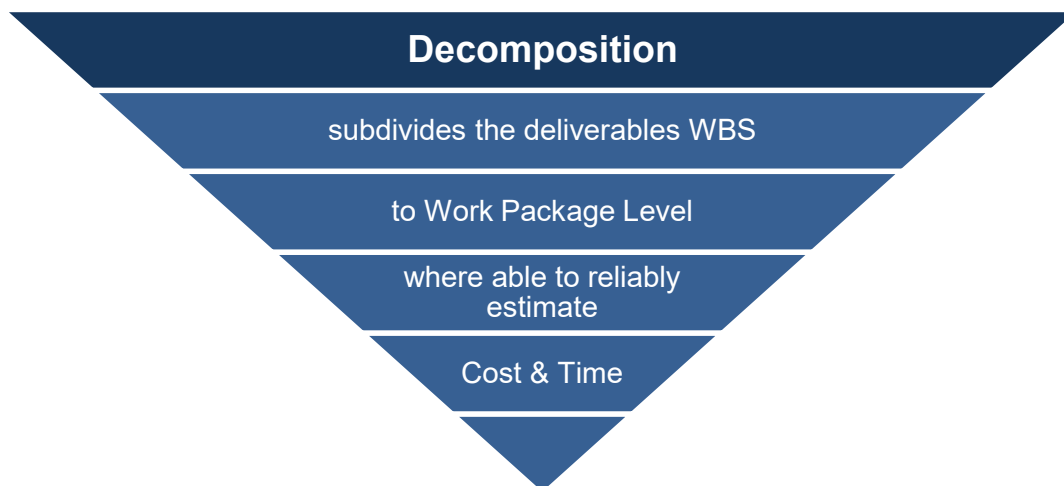 Decomposition
subdivides the deliverables WBS
to Work Package Level
where able to reliably
estimate
Cost & Time